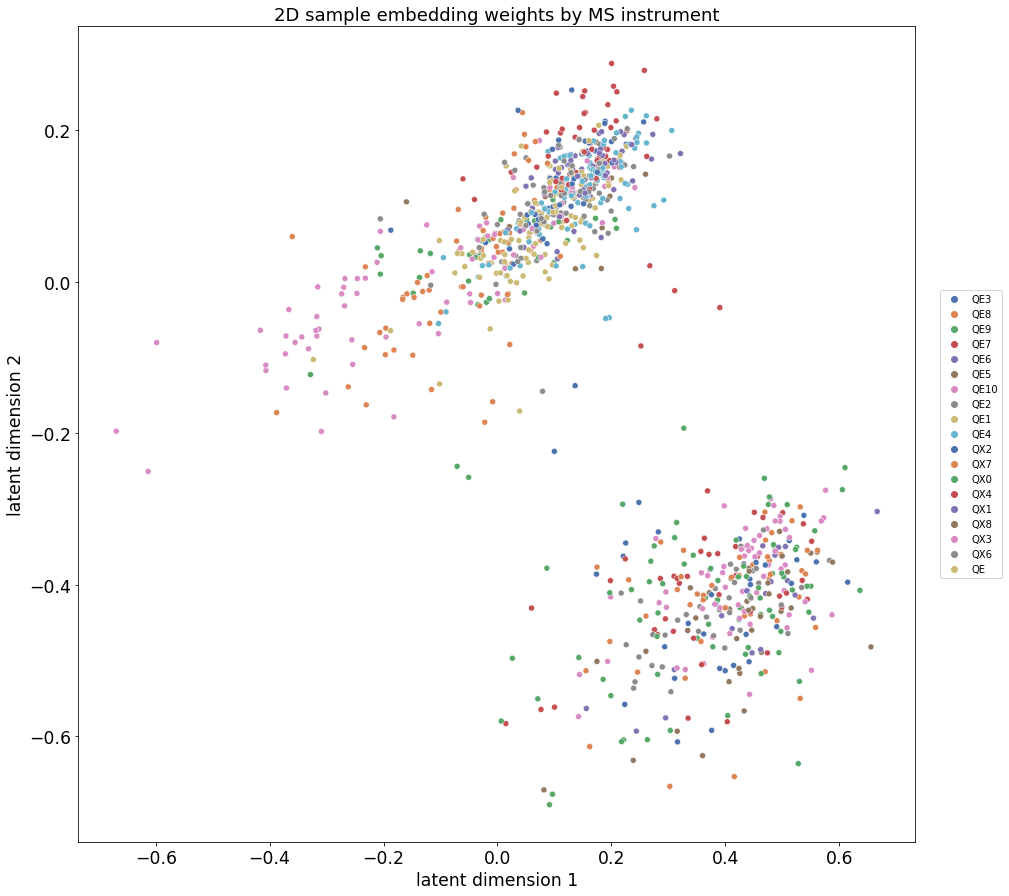 2D sample embedding weights by MS instrument
latent dimension 2
0.2
0.0
−0.2
−0.4
−0.6
−0.6
−0.4
−0.2
0.0
0.2
0.4
0.6
latent dimension 1
QE3
QE8
QE9
QE7
QE6
QE5
QE10
QE2
QE1
QE4
QX2
QX7
QX0
QX4
QX1
QX8
QX3
QX6
QE